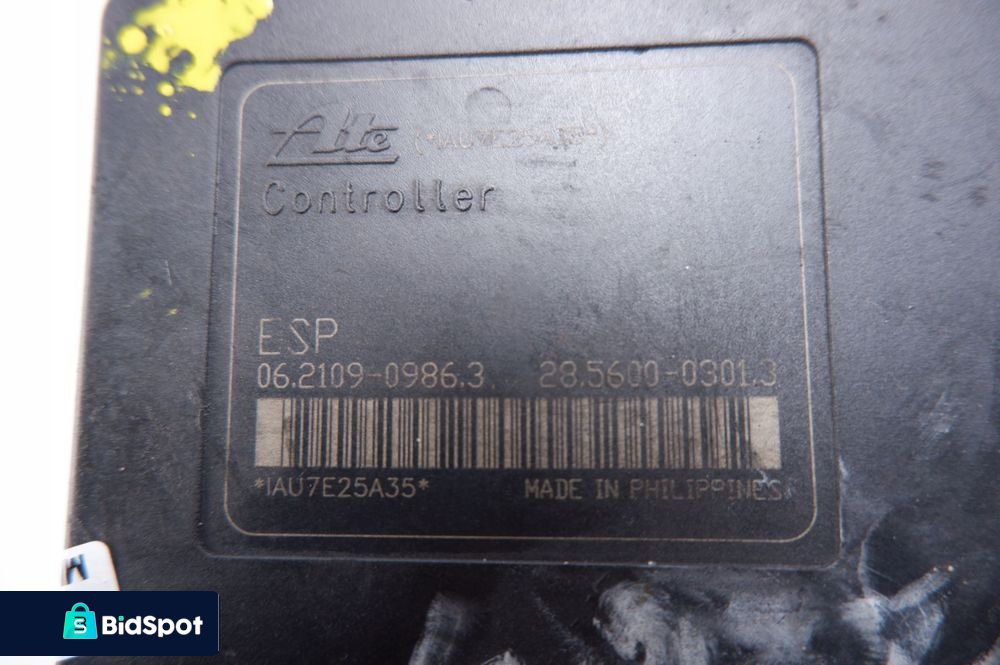 Ate
Controller
ESP
06.2109-0986.3 28.5600-0301.3
*IAU7E25A35* MADE IN PHILIPPINES
BidSpot